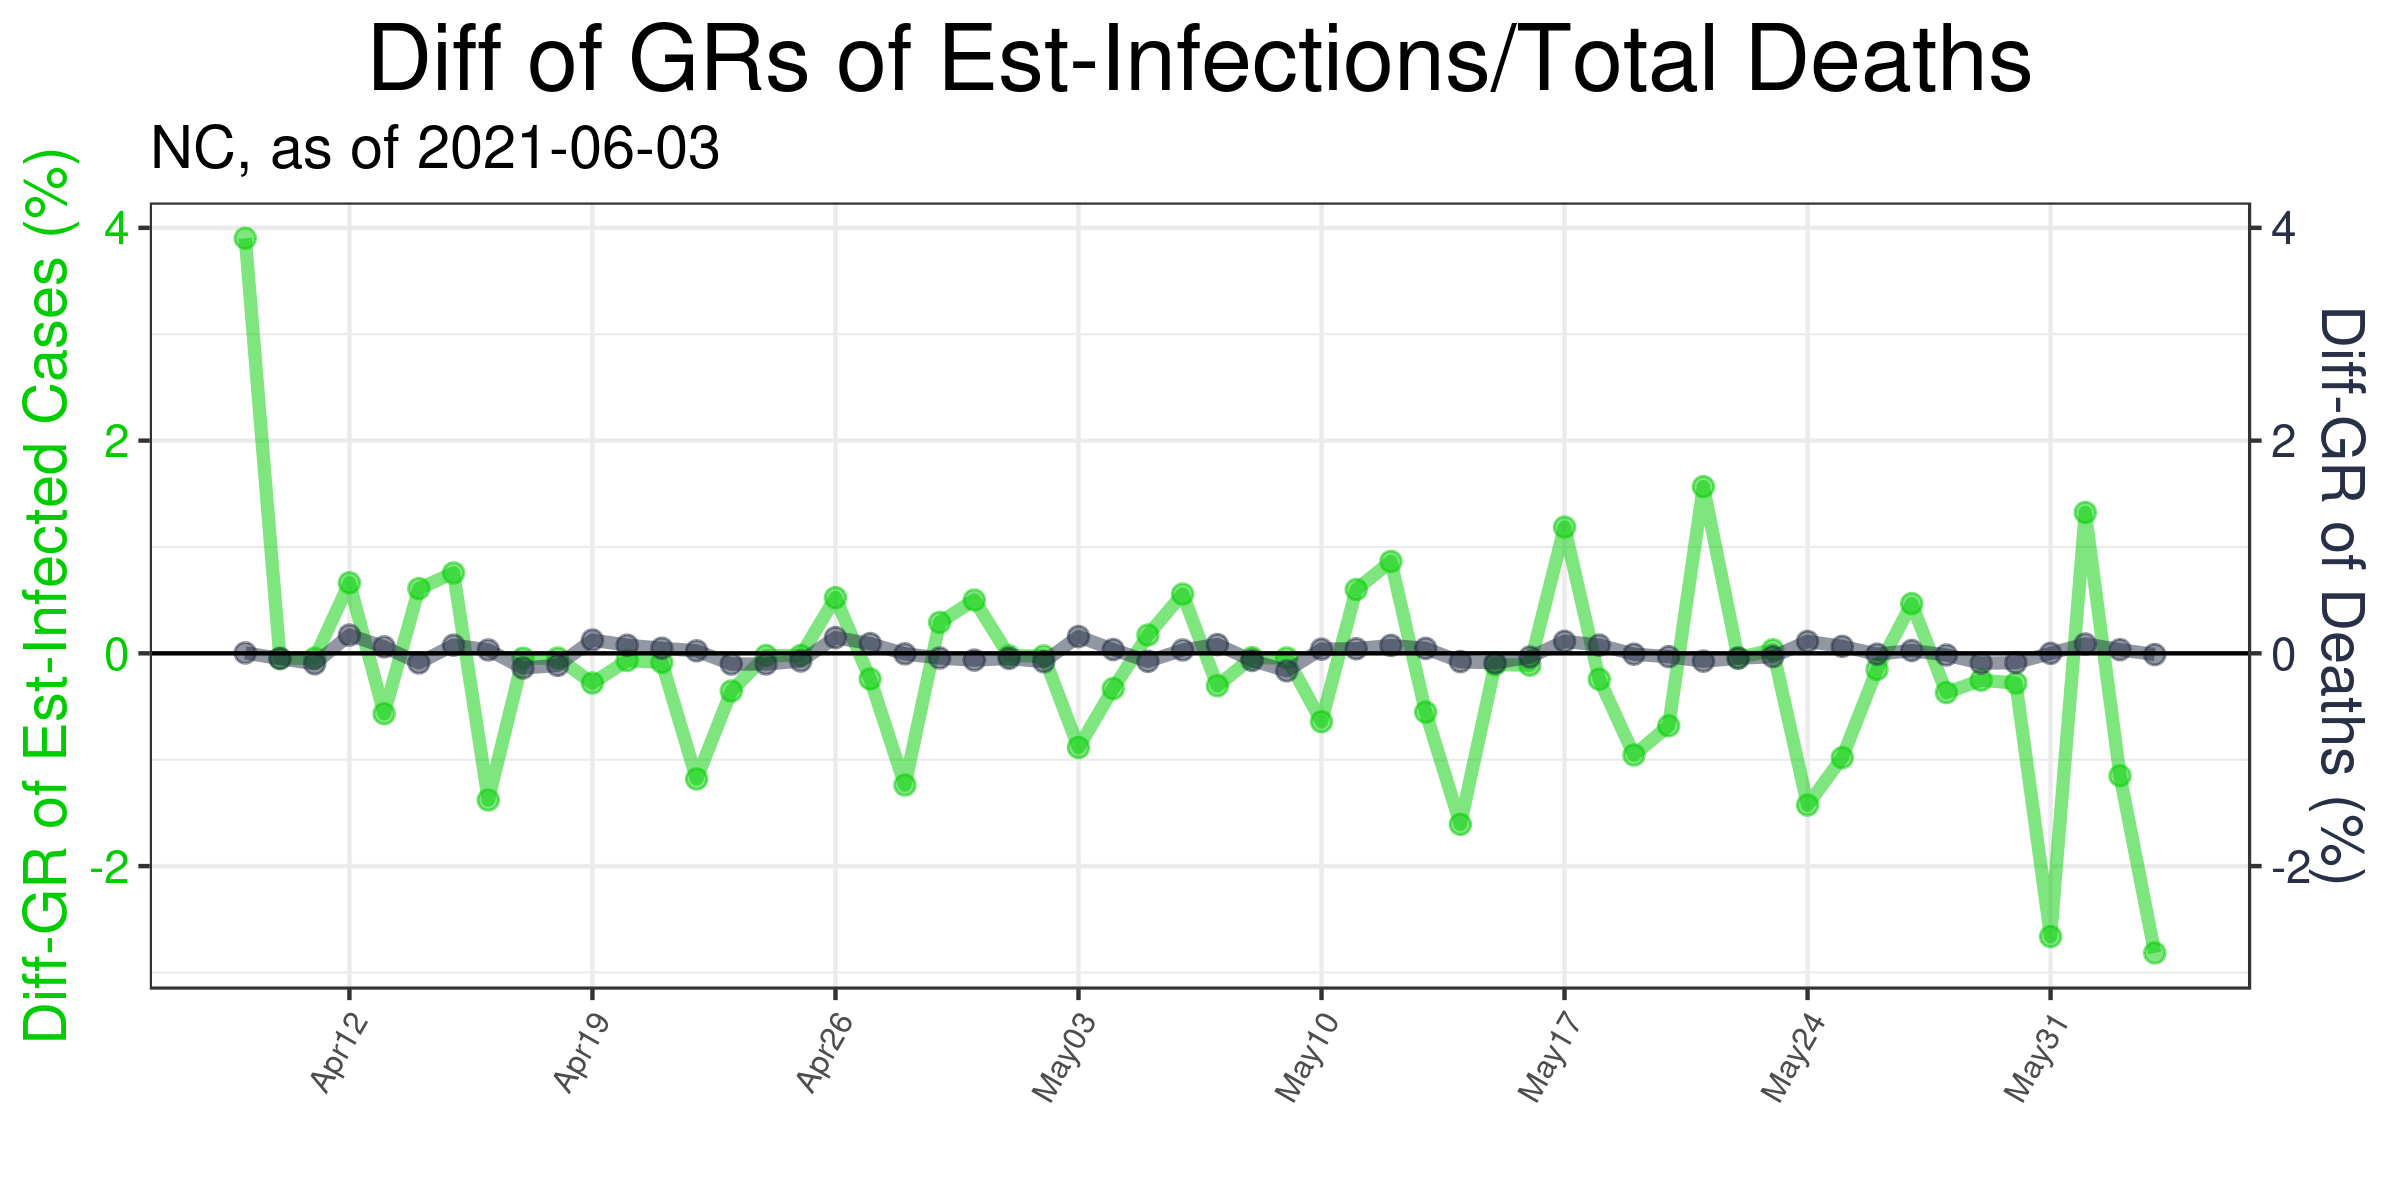 Diff of GRs of Est-Infections/Total Deaths
NC, as of 2021-06-03
Diff-GR of Est-Infected Cases (%)
4
2
0
-2
4
2
0
-2
Diff-GR of Deaths (%)
Apr12
Apr19
Apr26
May03
May10
May17
May24
May31